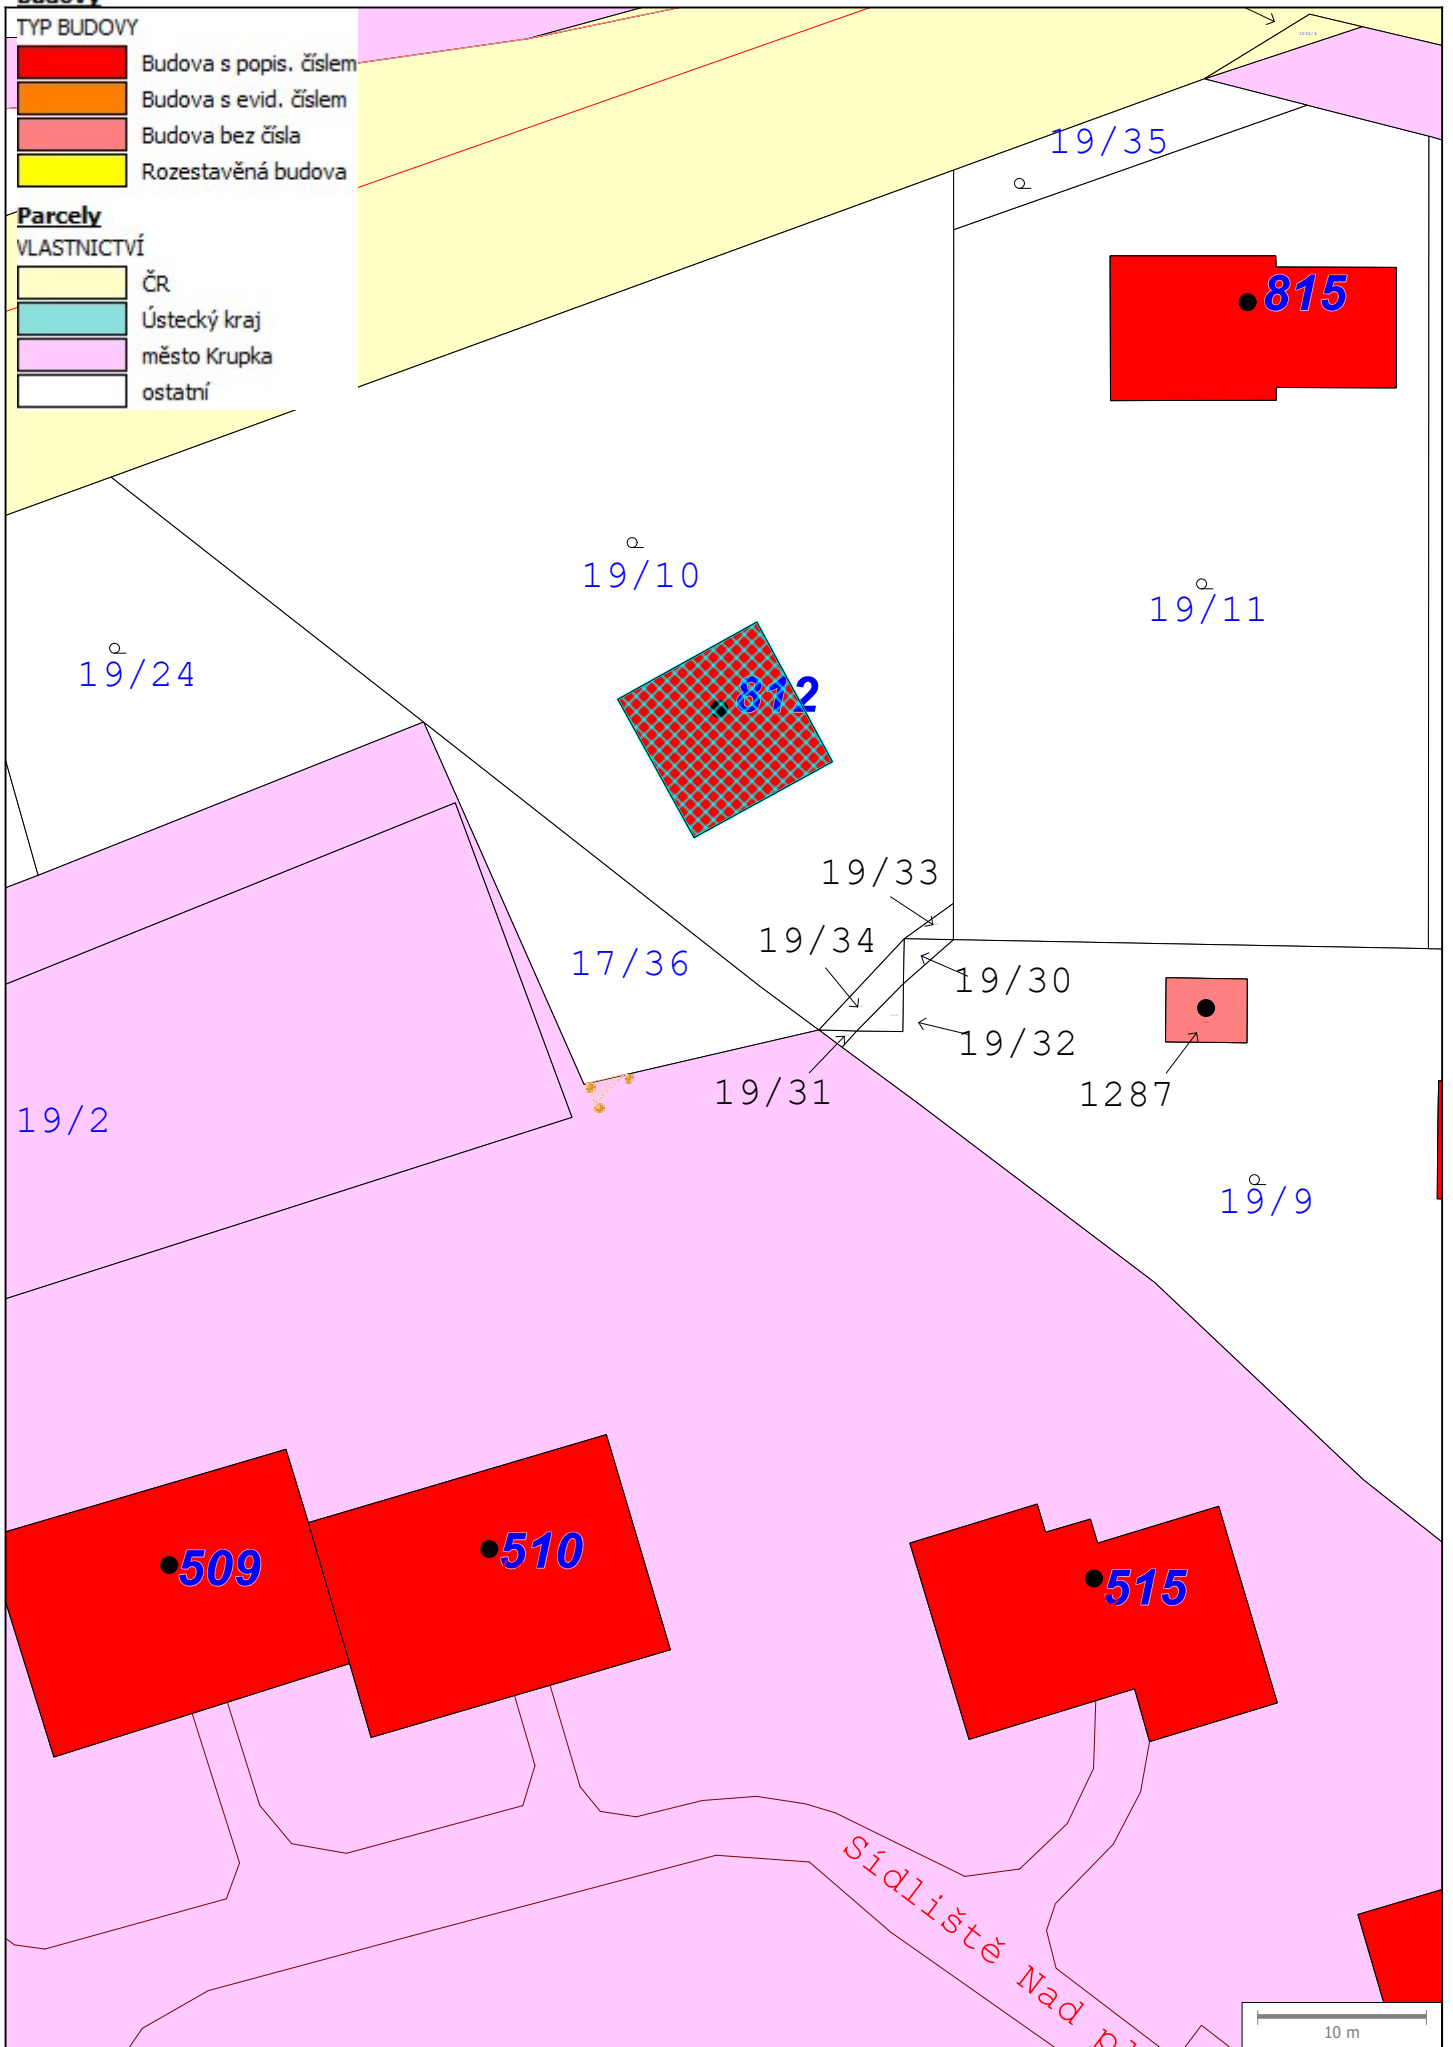 Budovy
TYP BUDOVY
Budova s popis. číslem
Budova s evid. číslem
Budova bez čísla
Rozestavěná budova
Parcely
VLASTNICTVÍ
ČR
Ústecký kraj
město Krupka
ostatní
19/35
815
19/10
19/11
19/24
812
19/33
19/34
17/36
19/30
19/32
19/31
1287
19/2
19/9
509
510
515
Sídliště Nad
10 m